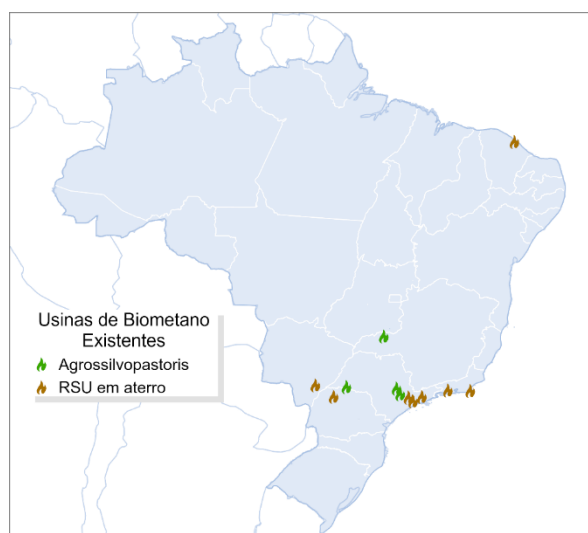 Usinas de Biometano
Existentes
Agrossilvopastoris
RSU em aterro